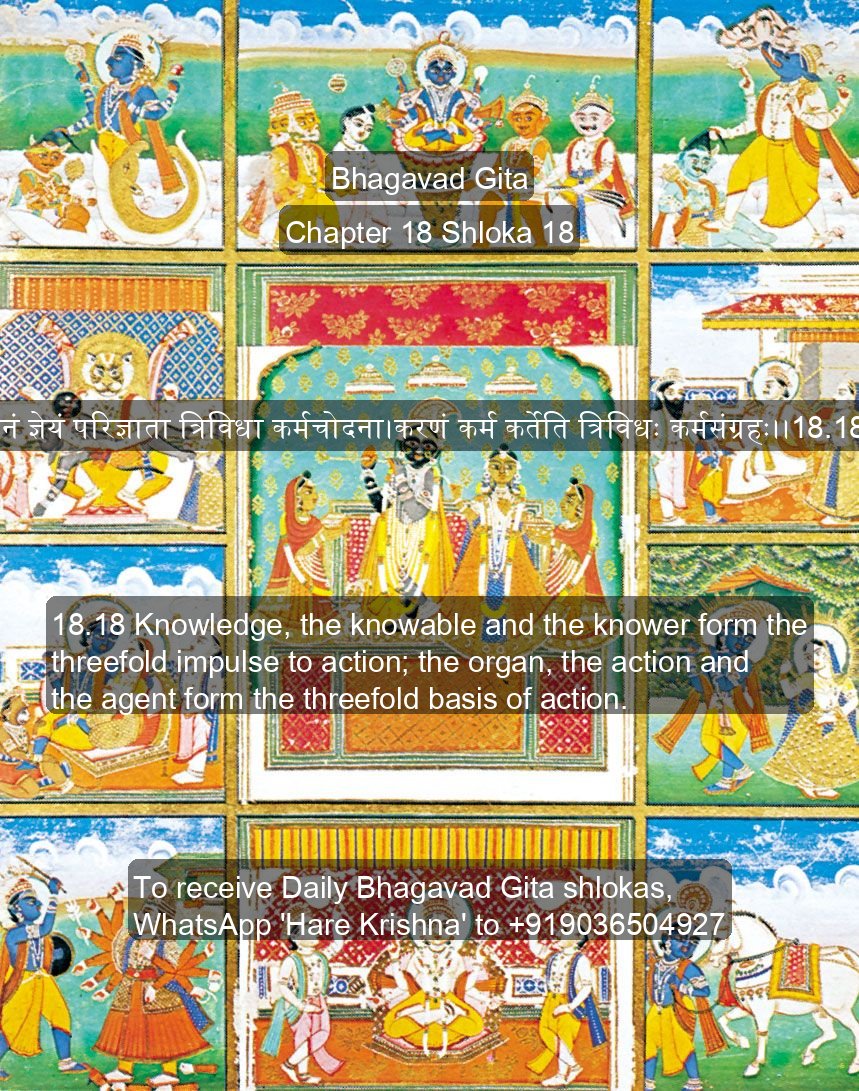 Bhagavad Gita
Chapter 18 Shloka 18
ज्ञेय परिज्ञाता त्रिविधा कर्मचोदना।करणं कर्म कर्तेति त्रिविधः कर्मसंग्रहः।।18.18
18.18 Knowledge, the knowable and the knower form the
threefold impulse to action; the organ, the action and
the agent form the threefold basis of action.
To receive Daily Bhagavad Gita shlokas,
WhatsApp 'Hare Krishna' to +919036504927